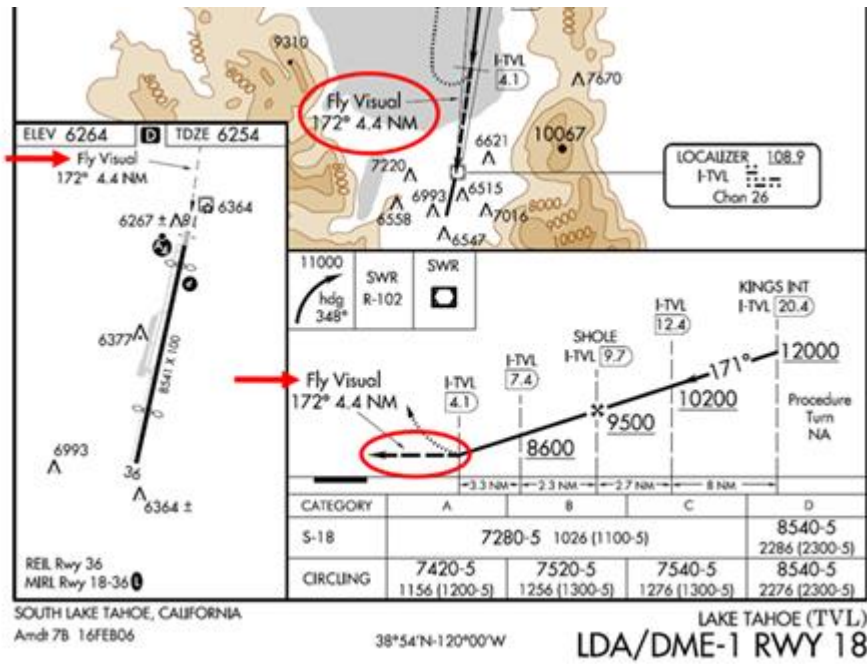 9310
I-TVL
4.1
7670
Fly Visual
172° 4.4 NM
6621
10067
7220
6515
6993
7016
6558
6547
8000
9000
10000
LOCALIZER 108.9
I-TVL
Chan 26
ELEV 6264 D TDZE 6254
Fly Visual
172° 4.4 NM
6364
6267 ±
6377
8541 X 100
6993
36
6364 ±
REIL Rwy 36
MIRL Rwy 18-36 L
11000
hdg
348°
SWR
R-102
SWR
KINGS INT
I-TVL 20.4
I-TVL
12.4
SHOLE
I-TVL 9.7
I-TVL
7.4
I-TVL
4.1
Fly Visual
172° 4.4 NM
171°
12000
10200
9500
8600
Procedure
Turn
NA
3.3 NM 2.3 NM 2.7 NM 8 NM
CATEGORY A B C D
S-18 7280-5 1026 (1100-5) 8540-5
2286 (2300-5)
CIRCLING 7420-5 7520-5 7540-5 8540-5
1156 (1200-5) 1256 (1300-5) 1276 (1300-5) 2276 (2300-5)
SOUTH LAKE TAHOE, CALIFORNIA
Amdt 7B 16FEB06
38°54'N-120°00'W
LAKE TAHOE (TVL)
LDA/DME-1 RWY 18